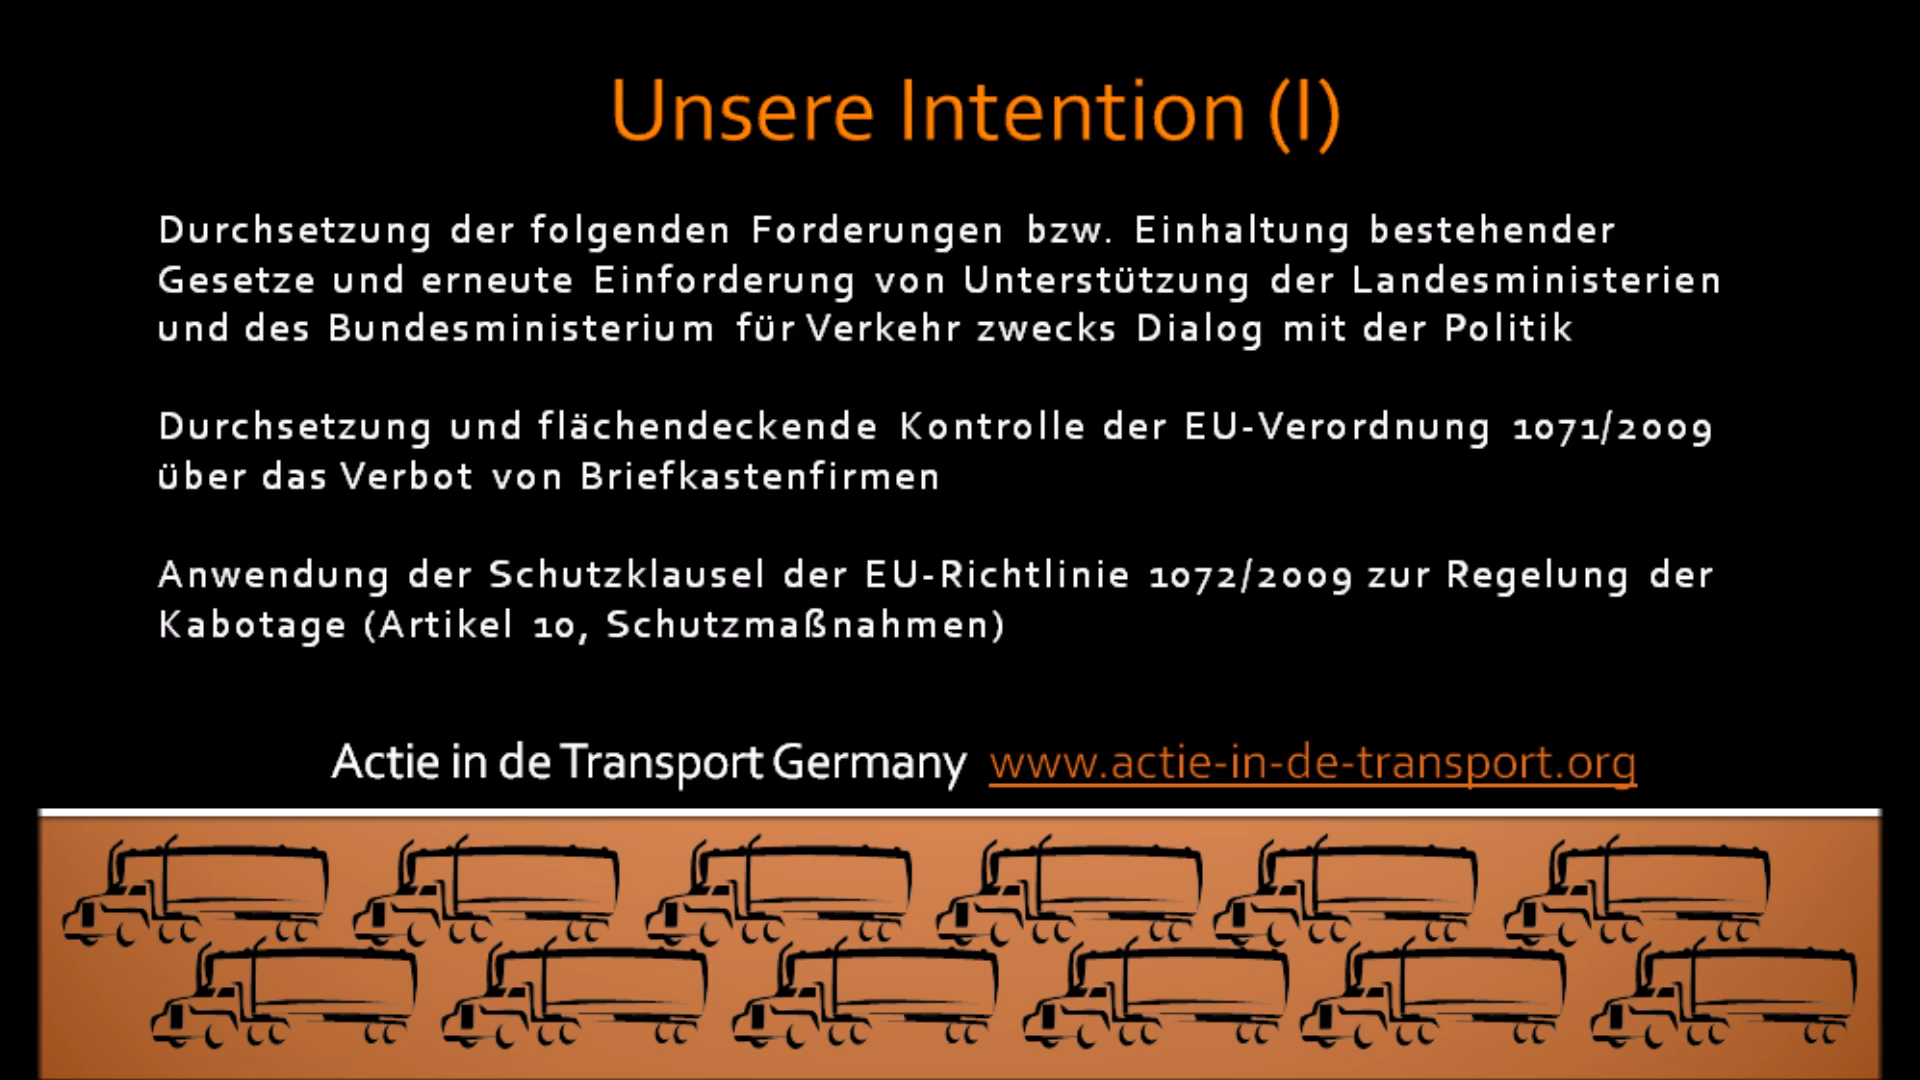 Unsere Intention (I)
Durchsetzung der folgenden Forderungen bzw. Einhaltung bestehender
Gesetze und erneute Einforderung von Unterstützung der Landesministerien
und des Bundesministerium für Verkehr zwecks Dialog mit der Politik
Durchsetzung und flächendeckende Kontrolle der EU-Verordnung 1071/2009
über das Verbot von Briefkastenfirmen
Anwendung der Schutzklausel der EU-Richtlinie 1072/2009 zur Regelung der
Kabotage (Artikel 10, Schutzmaßnahmen)
Actie in de Transport Germany www.actie-in-de-transport.org